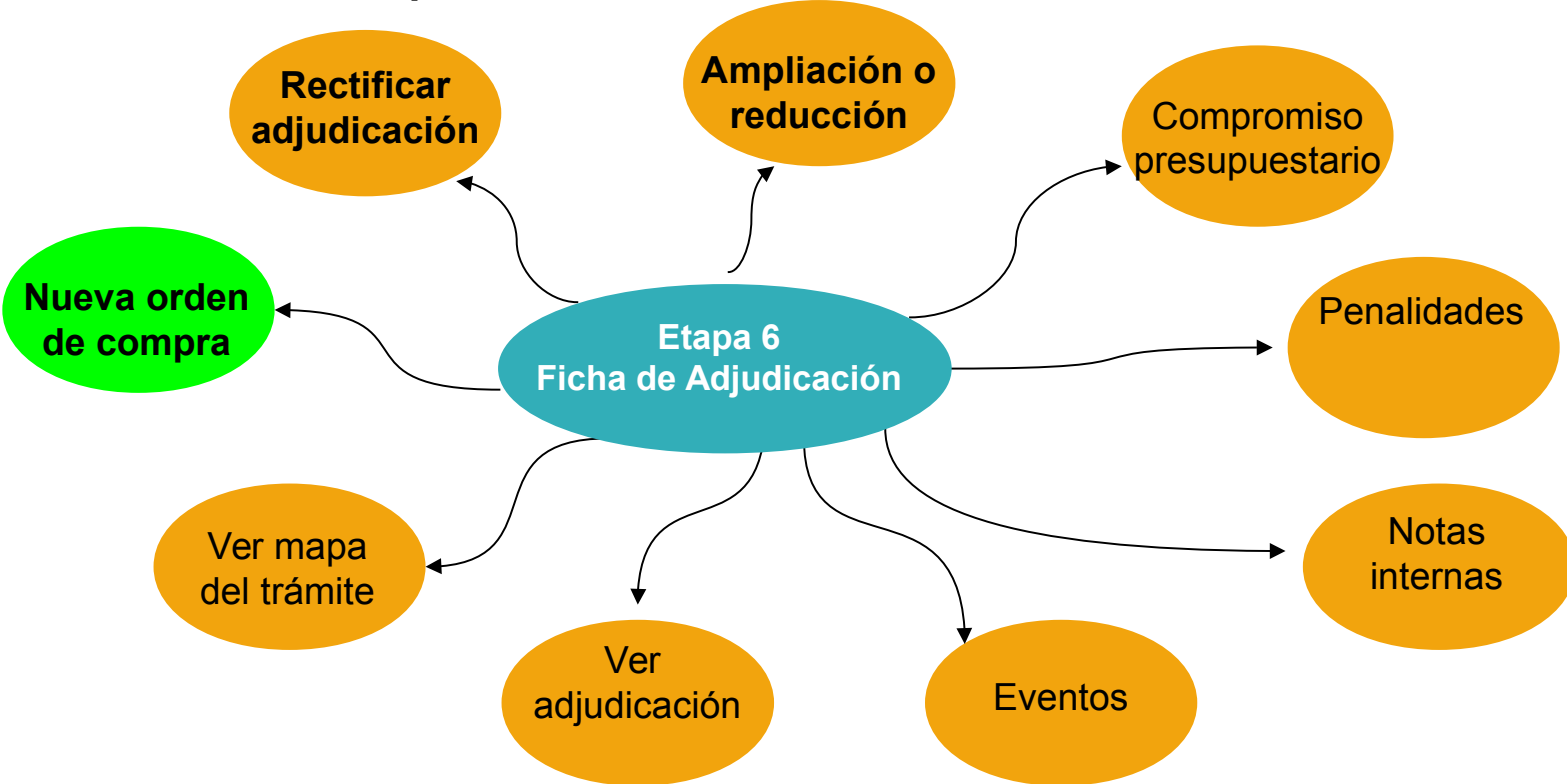 Rectificar
adjudicación
Ampliación o
reducción
Compromiso
presupuestario
Nueva orden
de compra
Etapa 6
Ficha de Adjudicación
Penalidades
Ver mapa
del trámite
Notas
internas
Ver
adjudicación
Eventos